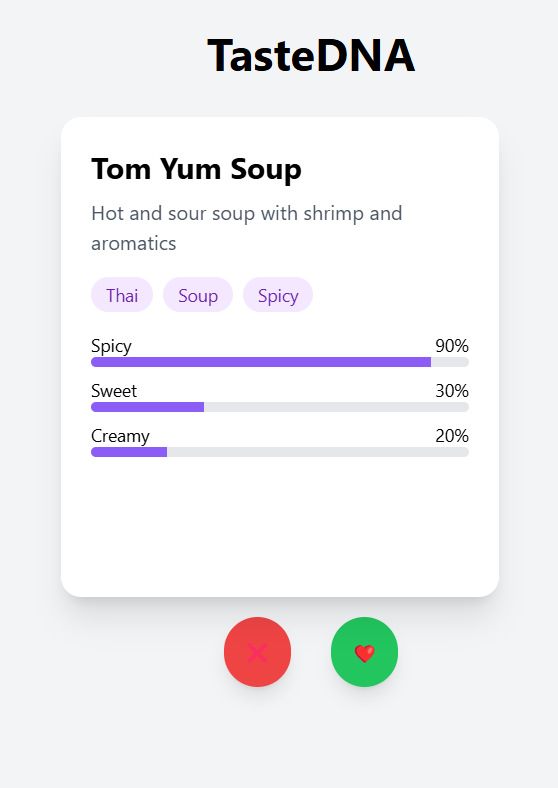 TasteDNA
Tom Yum Soup
Hot and sour soup with shrimp and
aromatics
Thai Soup Spicy
Spicy 90%
Sweet 30%
Creamy 20%